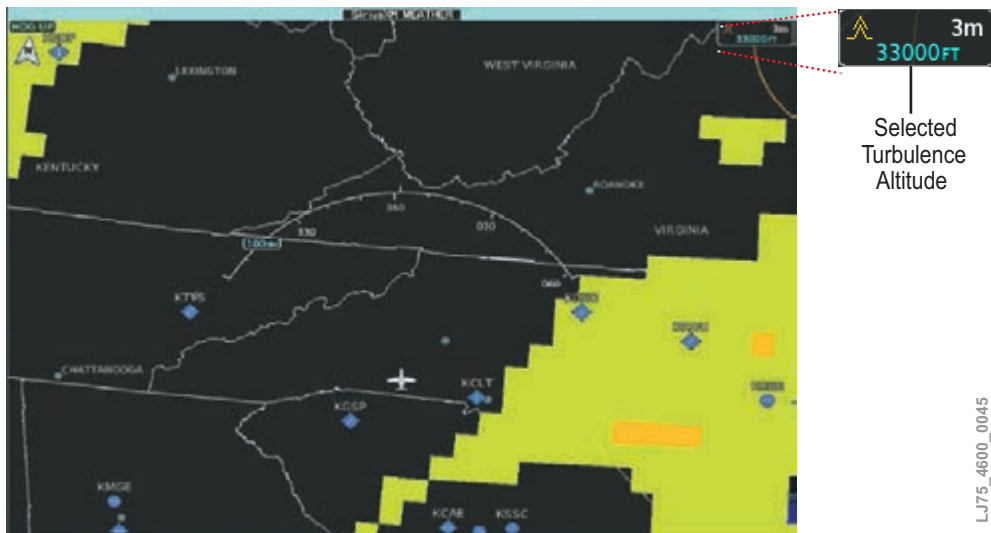 SiriusXM WEATHER
HDG UP
3m
33000FT
3m
33000FT
LEXINGTON
WEST VIRGINIA
Selected
Turbulence
Altitude
KENTUCKY
ROANOKE
360
330
030
VIRGINIA
060
KTYS
CHATTANOOGA
KCLT
KGSP
KMGE
KCAE
KSSC
LJ75_4600_0045